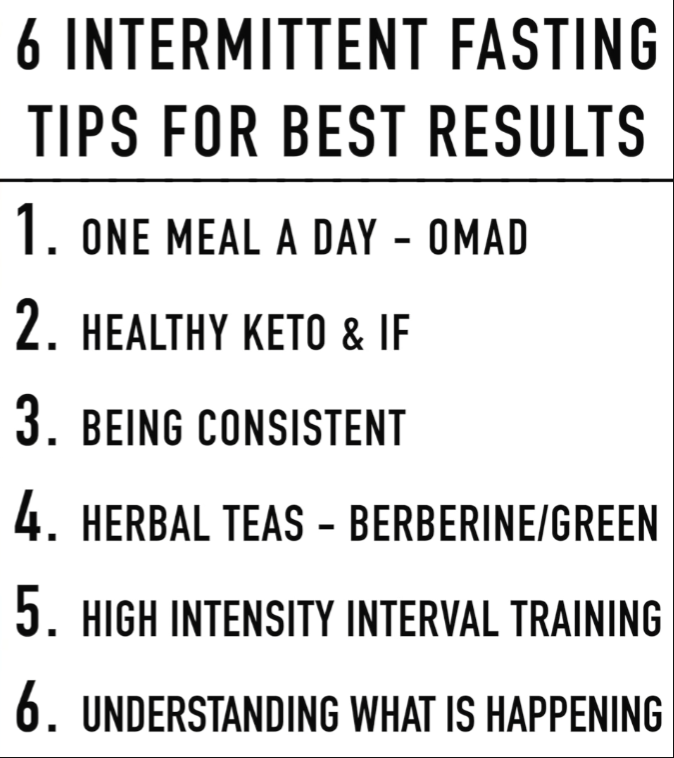 6 INTERMITTENT FASTING
TIPS FOR BEST RESULTS
1. ONE MEAL A DAY - OMAD
2. HEALTHY KETO & IF
3. BEING CONSISTENT
4. HERBAL TEAS - BERBERINE/GREEN
5. HIGH INTENSITY INTERVAL TRAINING
6. UNDERSTANDING WHAT IS HAPPENING